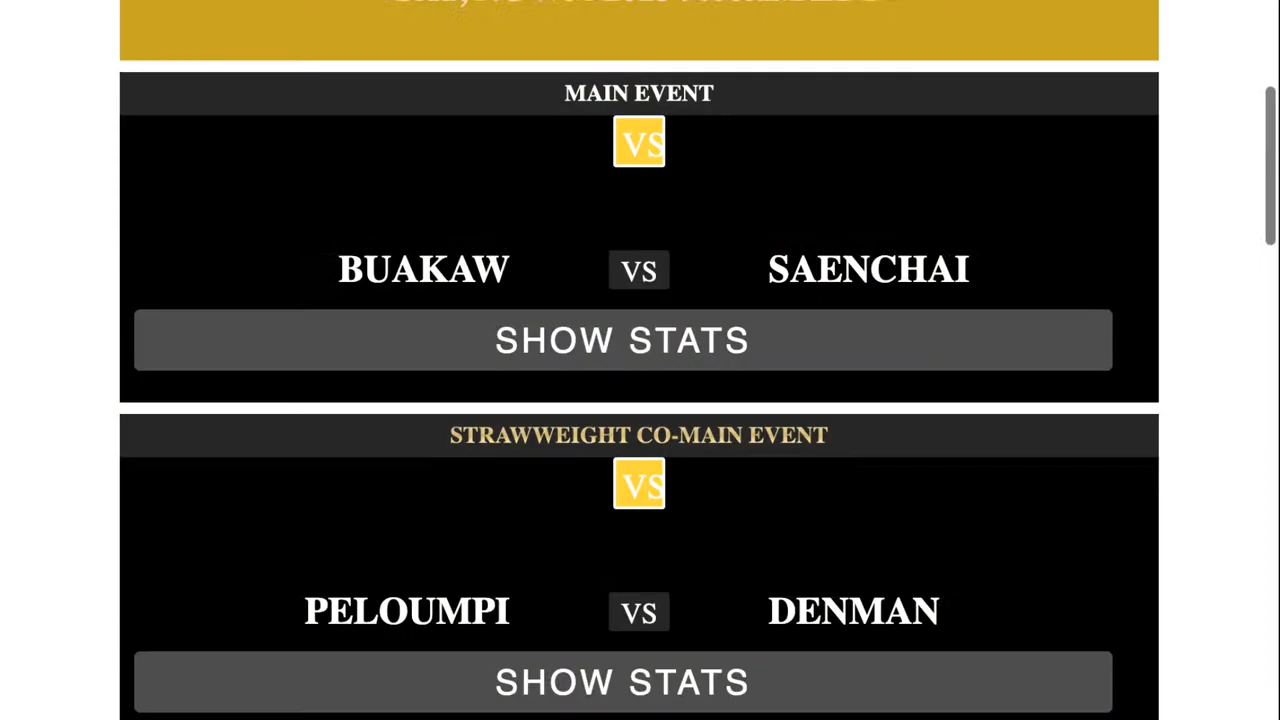 MAIN EVENT
VS
BUAKAW VS SAENCHAI
SHOW STATS
STRAWWEIGHT CO-MAIN EVENT
VS
PELOUMPI VS DENMAN
SHOW STATS